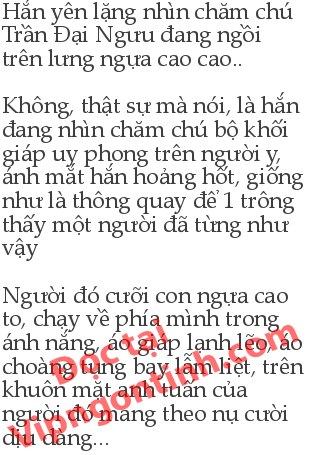 Hắn yên lặng nhìn chăm chú
Trần Đại Ngưu đang ngồi
trên lưng ngựa cao cao..
Không, thật sự mà nói, là hắn
đang nhìn chăm chú bộ khối
giáp uy phong trên người y,
ánh mắt hắn hoảng hốt, giống
như là thông quay để 1 trông
thấy một người đã từng như
vậy
Người đó cưỡi con ngựa cao
to, chạy về phía mình trong
ánh nắng, áo giáp lạnh lẽo, áo
choàng tung bay lẫm liệt, trên
khuôn mặt anh tuấn của
người đó mang theo nụ cười
dịu dàng...
Đọc tại
Vipngontinh.com